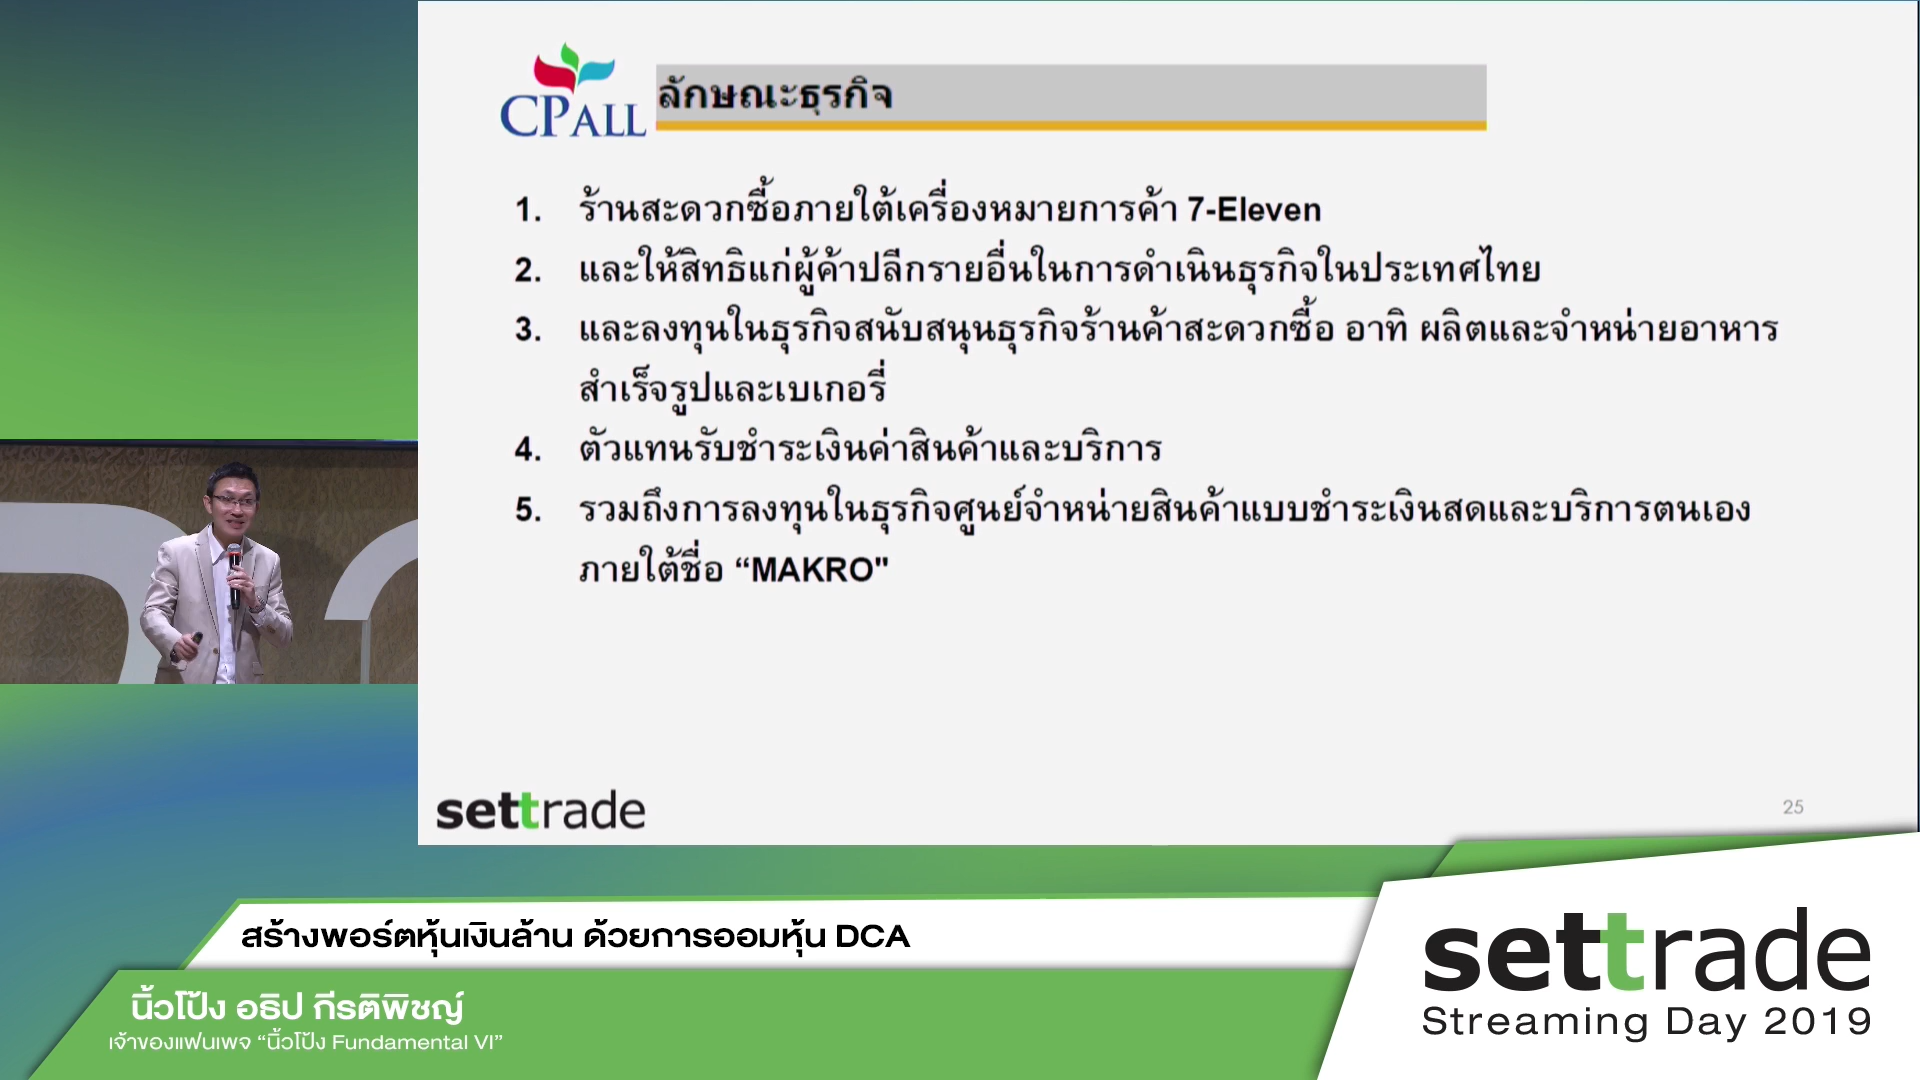 CPALL
ลักษณะธุรกิจ
1. ร้านสะดวกซื้อภายใต้เครื่องหมายการค้า 7-Eleven
2. และให้สิทธิแก่ผู้ค้าปลีกรายอื่นในการดำเนินธุรกิจในประเทศไทย
3. และลงทุนในธุรกิจสนับสนุนธุรกิจร้านค้าสะดวกซื้อ อาทิ ผลิตและจำหน่ายอาหาร
สำเร็จรูปและเบเกอรี่
4. ตัวแทนรับชำระเงินค่าสินค้าและบริการ
5. รวมถึงการลงทุนในธุรกิจศูนย์จำหน่ายสินค้าแบบชำระเงินสดและบริการตนเอง
ภายใต้ชื่อ “MAKRO"
settrade
25
สร้างพอร์ตหุ้นเงินล้าน ด้วยการออมหุ้น DCA
นิ้วโป้ง อธิป กีรติพิชญ์
เจ้าของแฟนเพจ “นิ้วโป้ง Fundamental VI”
settrade
Streaming Day 2019